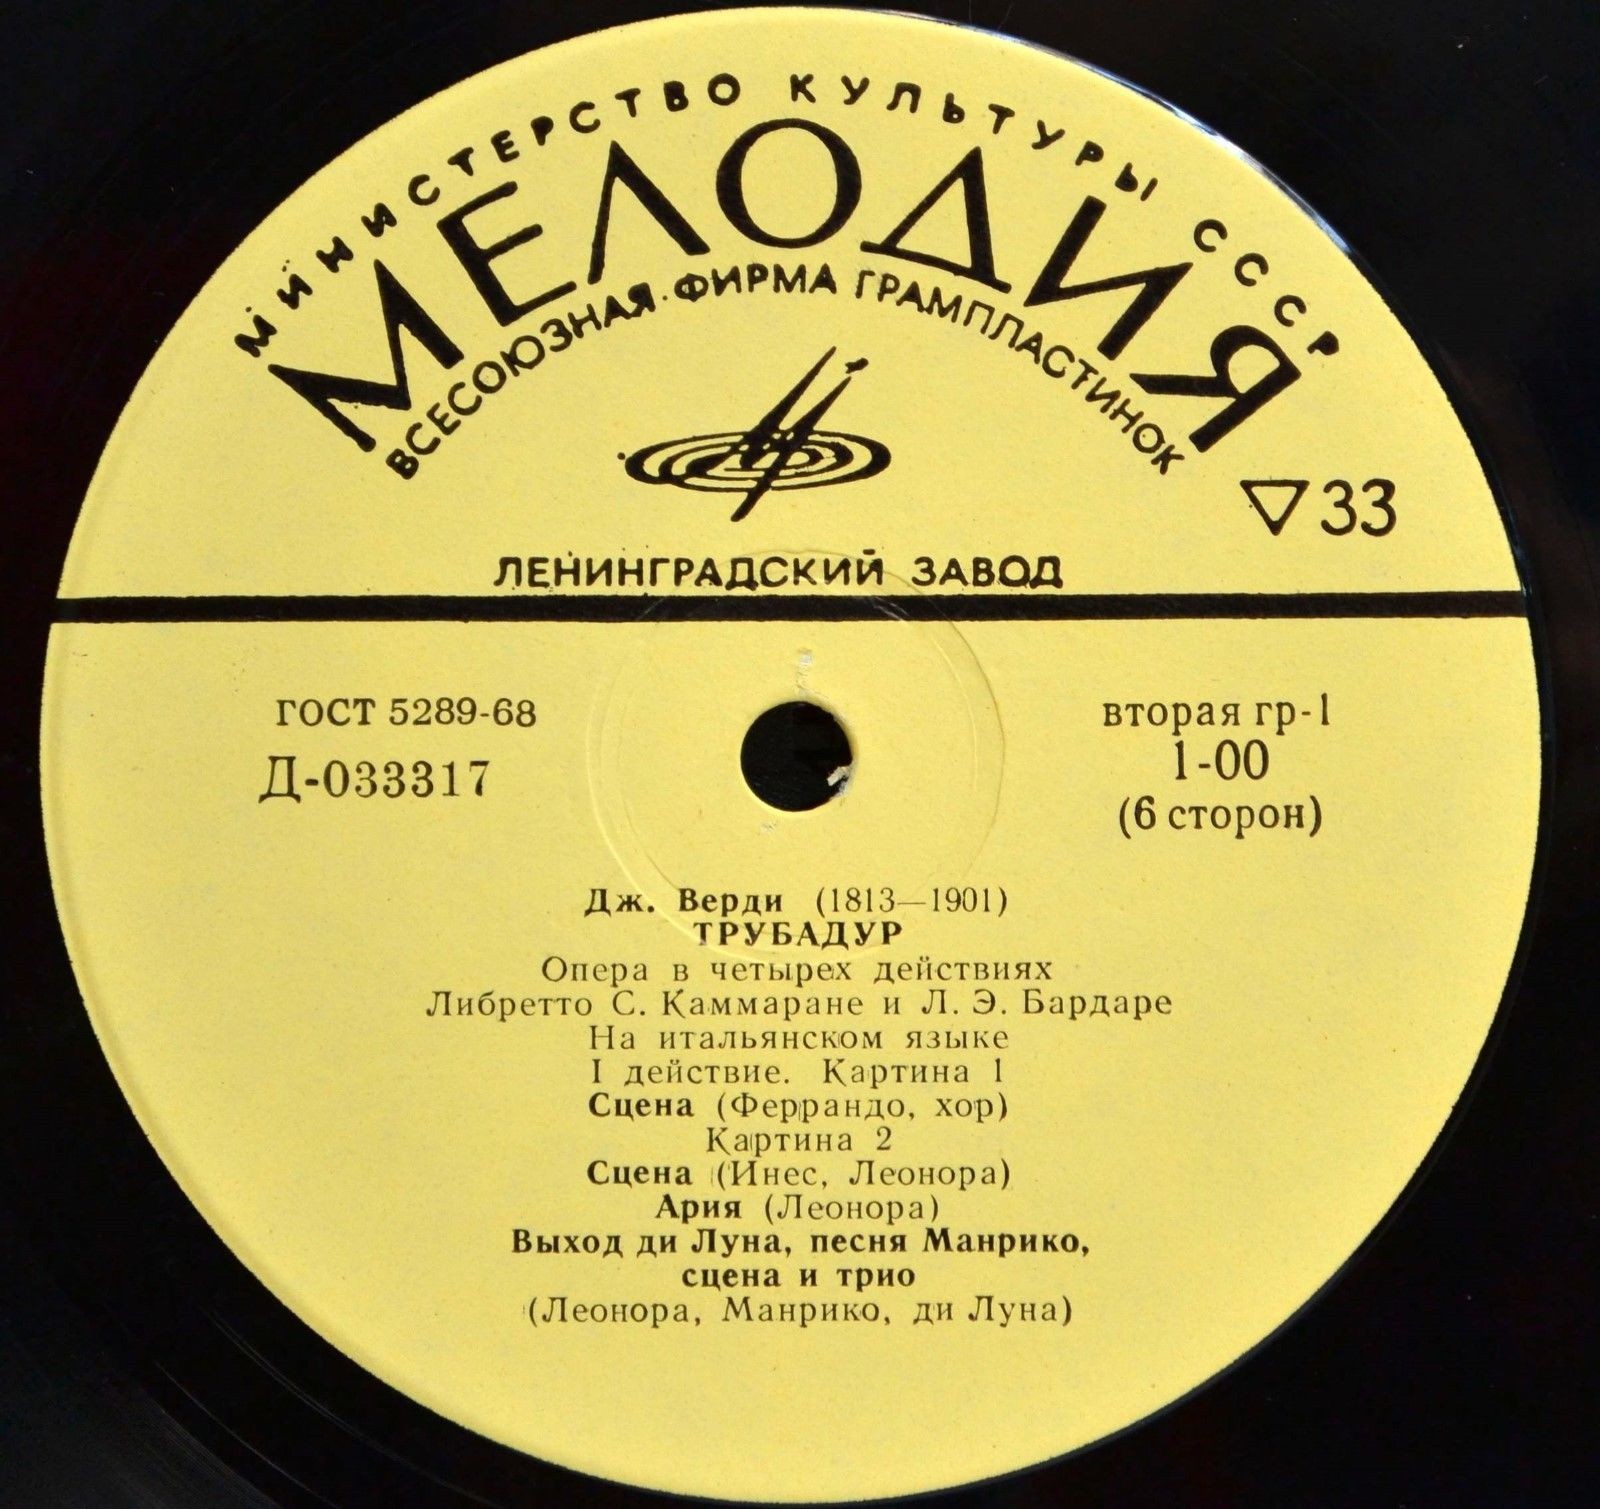 МИНИСТЕРСТВО КУЛЬТУРЫ СССР
МЕЛОДИЯ
ВСЕСОЮЗНАЯ ФИРМА ГРАМПЛАСТИНОК
▽33
ЛЕНИНГРАДСКИЙ ЗАВОД
ГОСТ 5289-68
Д-033317
вторая гр-1
1-00
(6 сторон)
Дж. Верди (1813—1901)
ТРУБАДУР
Опера в четырех действиях
Либретто С. Каммаране и Л. Э. Бардаре
На итальянском языке
I действие. Картина 1
Сцена (Феррандо, хор)
Картина 2
Сцена (Инес, Леонора)
Ария (Леонора)
Выход ди Луна, песня Манрико,
сцена и трио
(Леонора, Манрико, ди Луна)